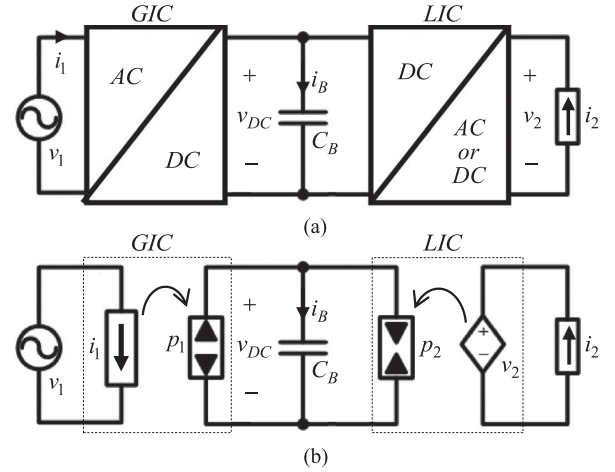 GIC
LIC
i1
AC
DC
+
vDC
−
iB
CB
DC
AC
or
DC
+
v2
−
i2
v1
(a)
GIC
LIC
v1
i1
p1
+
vDC
−
iB
CB
p2
+
−
v2
i2
(b)